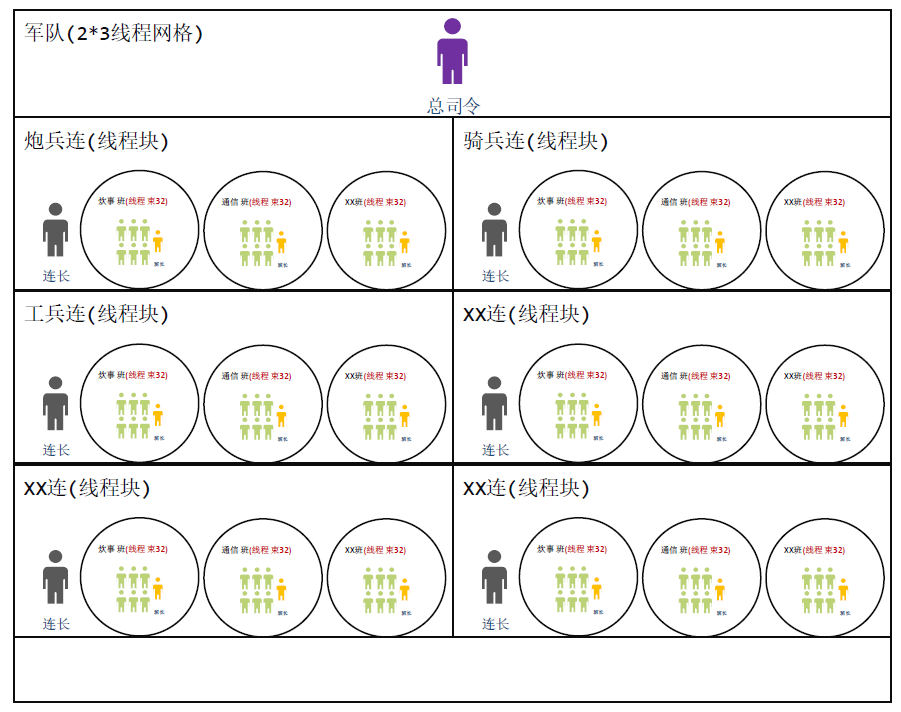 军队(2*3线程网格)
总司令
炮兵连(线程块)
炊事 班(线程 束32)
通信 班(线程 束32)
XX班(线程 束32)
班长
班长
班长
连长
骑兵连(线程块)
炊事 班(线程 束32)
通信 班(线程 束32)
XX班(线程 束32)
班长
班长
班长
连长
工兵连(线程块)
炊事 班(线程 束32)
通信 班(线程 束32)
XX班(线程 束32)
班长
班长
班长
连长
XX连(线程块)
炊事 班(线程 束32)
通信 班(线程 束32)
XX班(线程 束32)
班长
班长
班长
连长
XX连(线程块)
炊事 班(线程 束32)
通信 班(线程 束32)
XX班(线程 束32)
班长
班长
班长
连长
XX连(线程块)
炊事 班(线程 束32)
通信 班(线程 束32)
XX班(线程 束32)
班长
班长
班长
连长